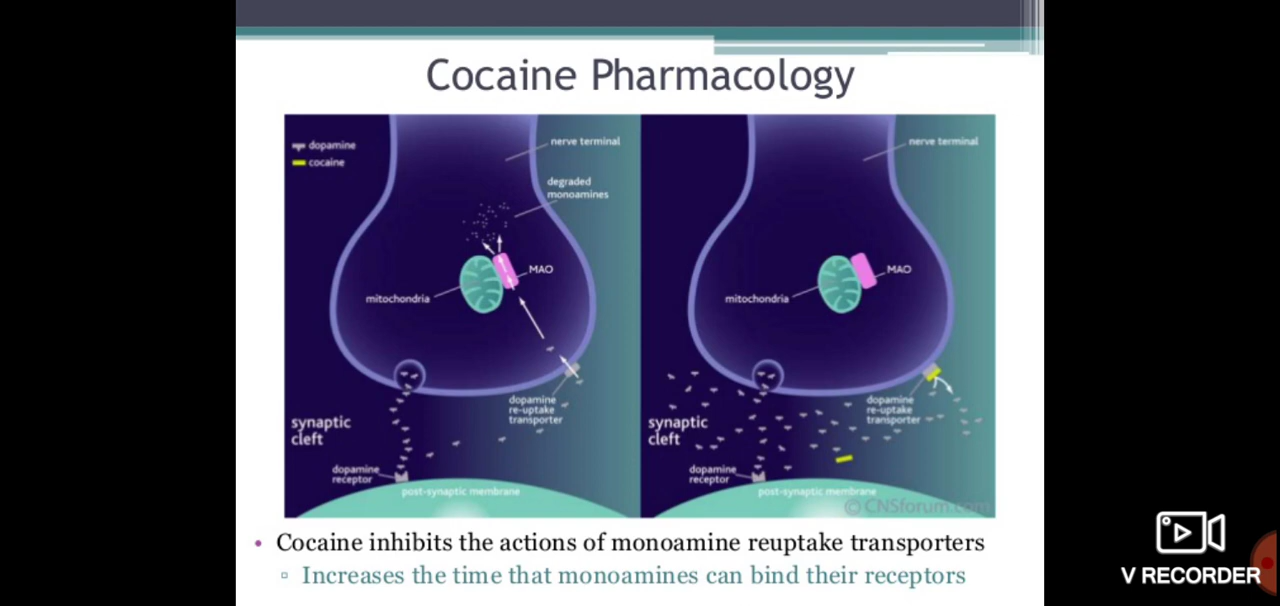 Cocaine Pharmacology
dopamine
cocaine
nerve terminal
degraded
monoamines
MAO
mitochondria
dopamine
re-uptake
transporter
synaptic
cleft
dopamine
receptor
post-synaptic membrane
nerve terminal
MAO
mitochondria
dopamine
re-uptake
transporter
synaptic
cleft
dopamine
receptor
post-synaptic membrane
© CNSforum.com
• Cocaine inhibits the actions of monoamine reuptake transporters
▫ Increases the time that monoamines can bind their receptors
V RECORDER